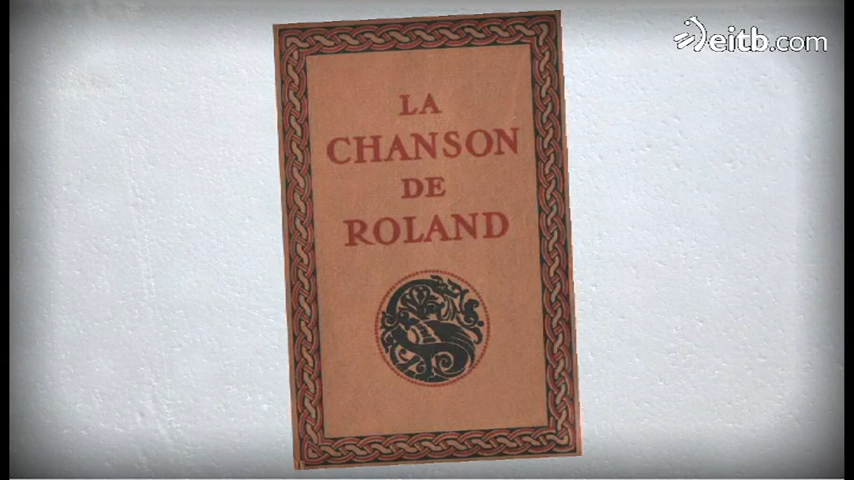 eitb.com
LA
CHANSON
DE
ROLAND